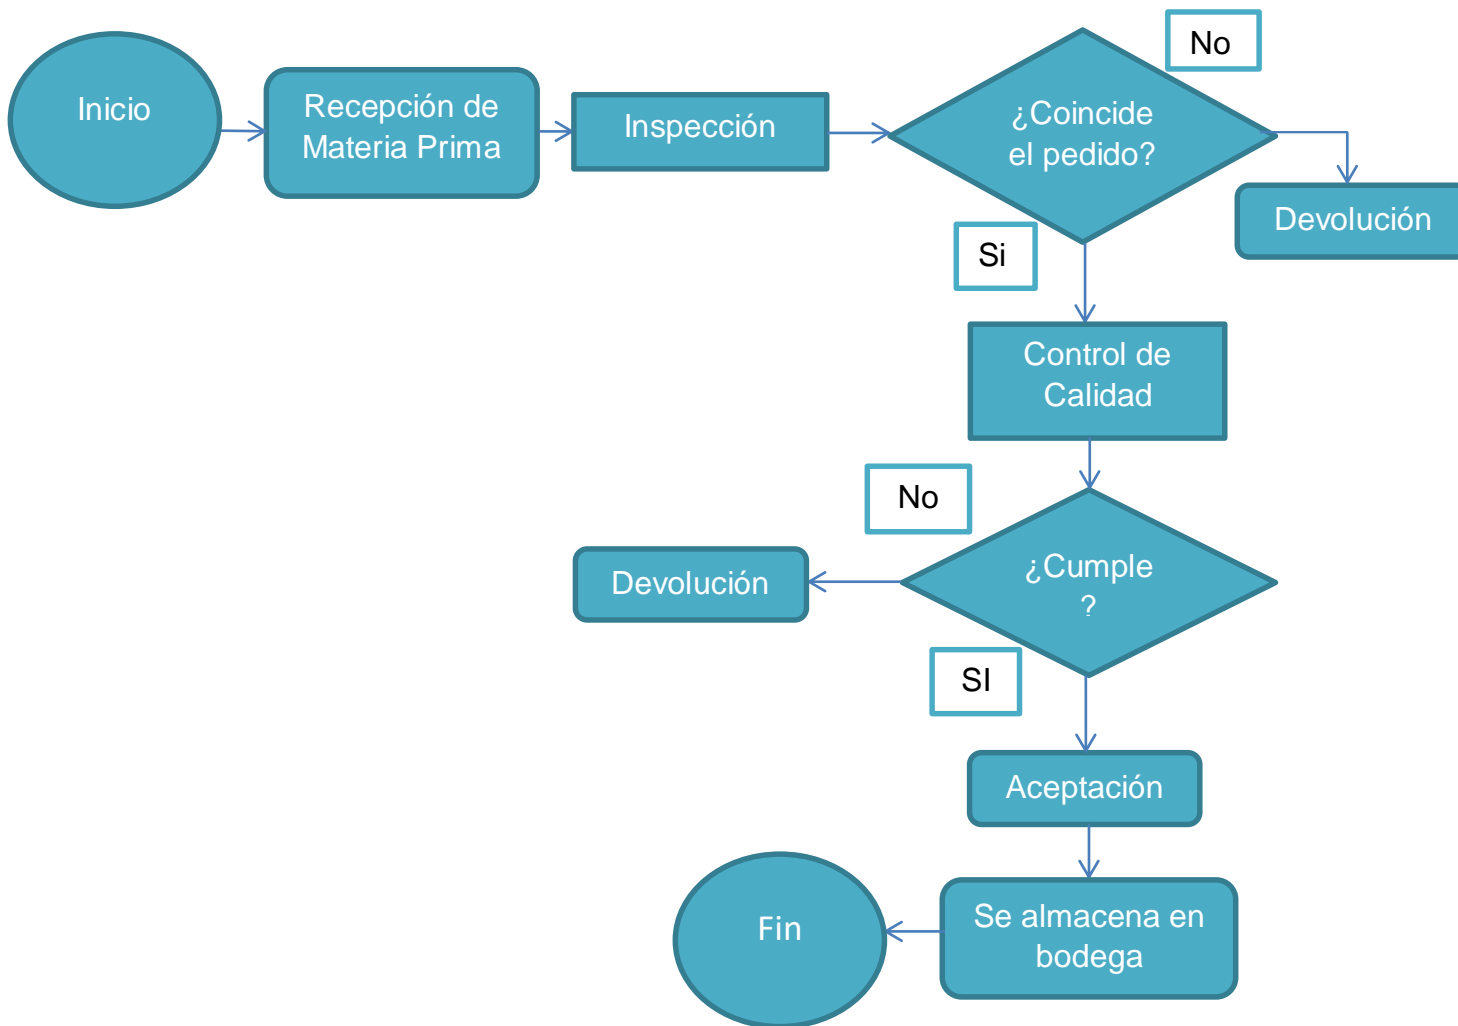 Inicio
Recepción de
Materia Prima
Inspección
¿Coincide
el pedido?
No
Devolución
Si
Control de
Calidad
No
¿Cumple
?
Devolución
SI
Aceptación
Se almacena en
bodega
Fin